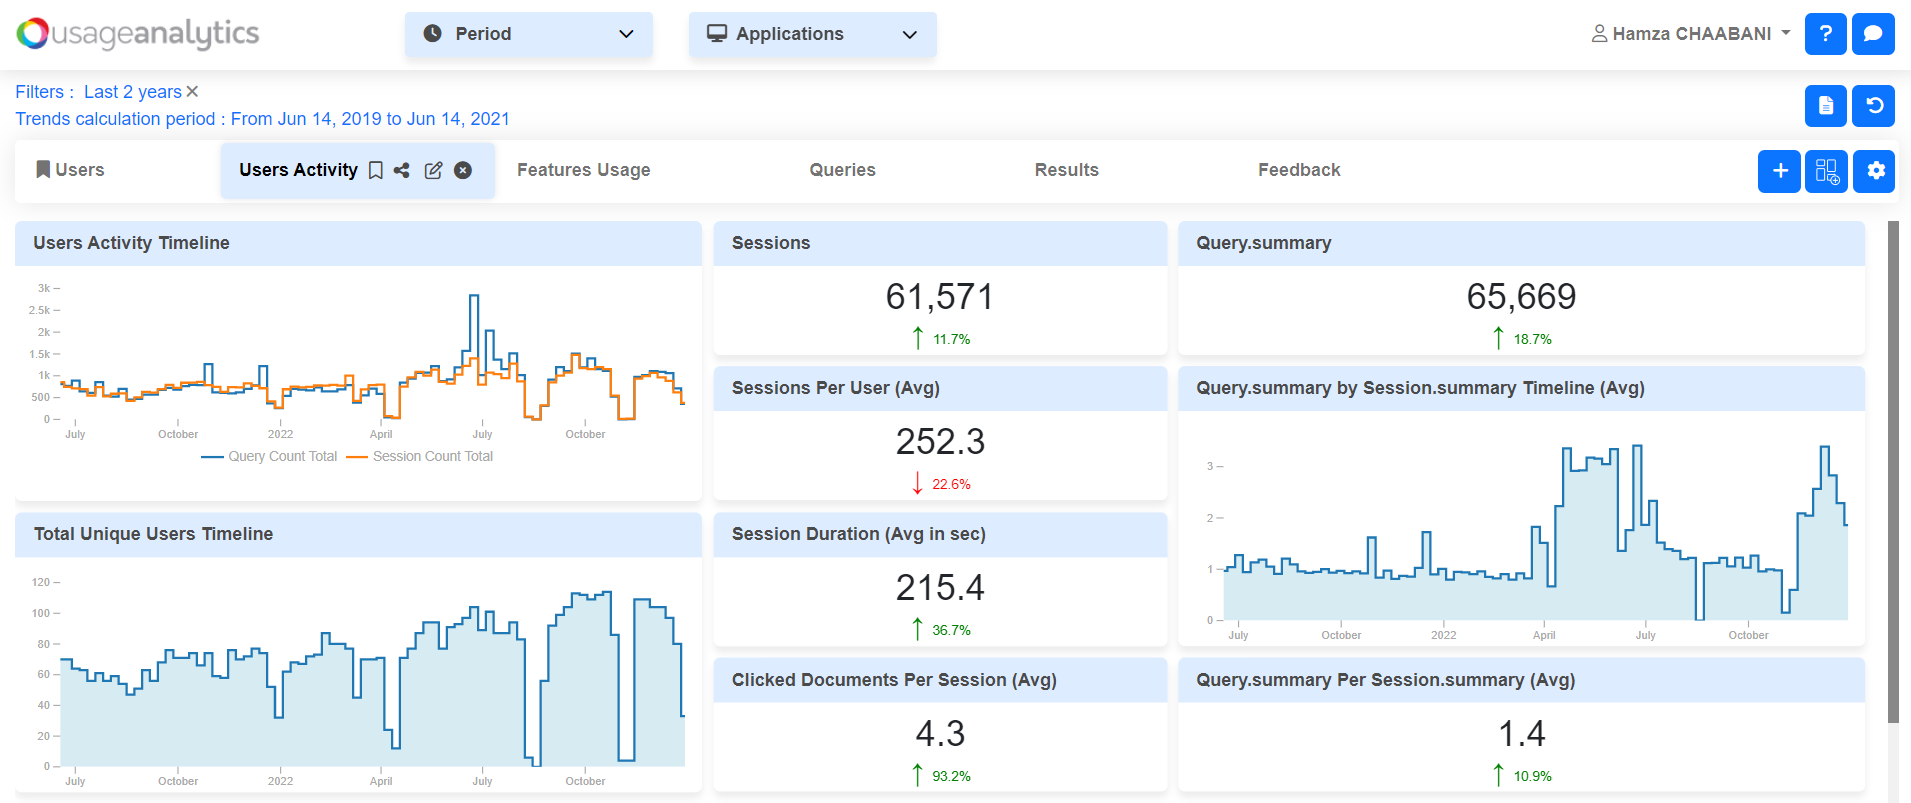 usageanalytics
Period
Applications
Hamza CHAABANI
?
Filters : Last 2 years ×
Trends calculation period : From Jun 14, 2019 to Jun 14, 2021
Users
Users Activity
Features Usage
Queries
Results
Feedback
Users Activity Timeline
3k
2.5k
2k
1.5k
1k
500
0
July October 2022 April July October
Query Count Total Session Count Total
Sessions
61,571
↑ 11.7%
Query.summary
65,669
↑ 18.7%
Sessions Per User (Avg)
252.3
↓ 22.6%
Query.summary by Session.summary Timeline (Avg)
3
2
1
0
July October 2022 April July October
Total Unique Users Timeline
120
100
80
60
40
20
0
July October 2022 April July October
Session Duration (Avg in sec)
215.4
↑ 36.7%
Clicked Documents Per Session (Avg)
4.3
↑ 93.2%
Query.summary Per Session.summary (Avg)
1.4
↑ 10.9%